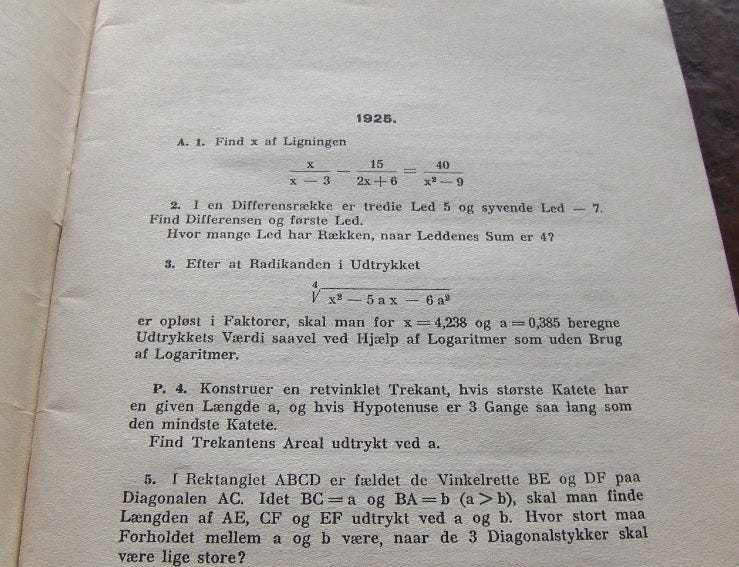 1925.
A. 1. Find x af Ligningen
x/(x — 3) — 15/(2x+6) = 40/(x² — 9)
2. I en Differensrække er tredie Led 5 og syvende Led — 7.
Find Differensen og første Led.
Hvor mange Led har Rækken, naar Leddenes Sum er 4?
3. Efter at Radikanden i Udtrykket
⁴√(x² — 5 a x — 6 a²)
er opløst i Faktorer, skal man for x = 4,238 og a = 0,385 beregne
Udtrykkets Værdi saavel ved Hjælp af Logaritmer som uden Brug
af Logaritmer.
P. 4. Konstruer en retvinklet Trekant, hvis største Katete har
en given Længde a, og hvis Hypotenuse er 3 Gange saa lang som
den mindste Katete.
Find Trekantens Areal udtrykt ved a.
5. I Rektanglet ABCD er fældet de Vinkelrette BE og DF paa
Diagonalen AC. Idet BC = a og BA = b (a > b), skal man finde
Længden af AE, CF og EF udtrykt ved a og b. Hvor stort maa
Forholdet mellem a og b være, naar de 3 Diagonalstykker skal
være lige store?